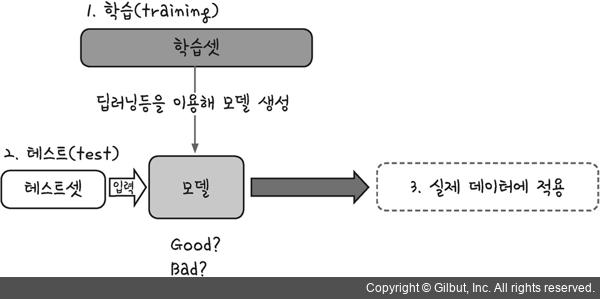 1. 학습(training)
학습셋
딥러닝등을 이용해 모델 생성
2. 테스트(test)
테스트셋
입력
모델
3. 실제 데이터에 적용
Good?
Bad?
Copyright © Gilbut, Inc. All rights reserved.